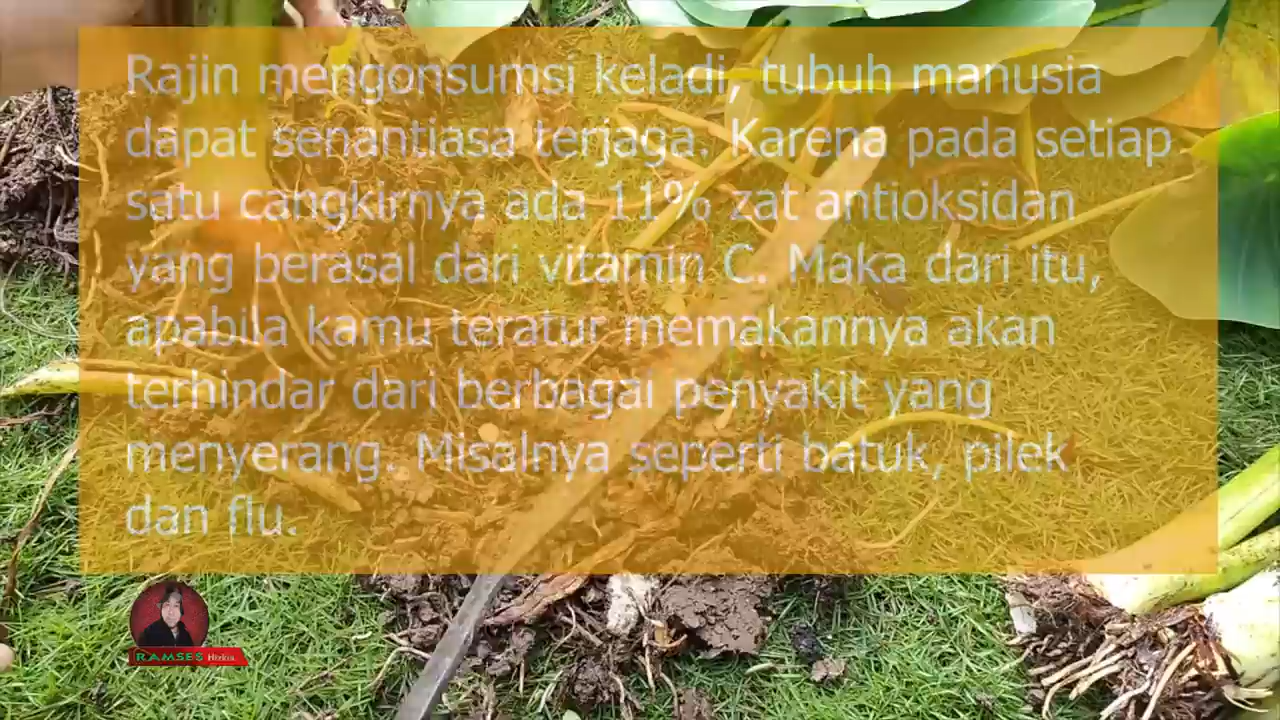 Rajin mengonsumsi keladi, tubuh manusia
dapat senantiasa terjaga. Karena pada setiap
satu cangkirnya ada 11% zat antioksidan
yang berasal dari vitamin C. Maka dari itu,
apabila kamu teratur memakannya akan
terhindar dari berbagai penyakit yang
menyerang. Misalnya seperti batuk, pilek
dan flu.
RAMSES Hizkia